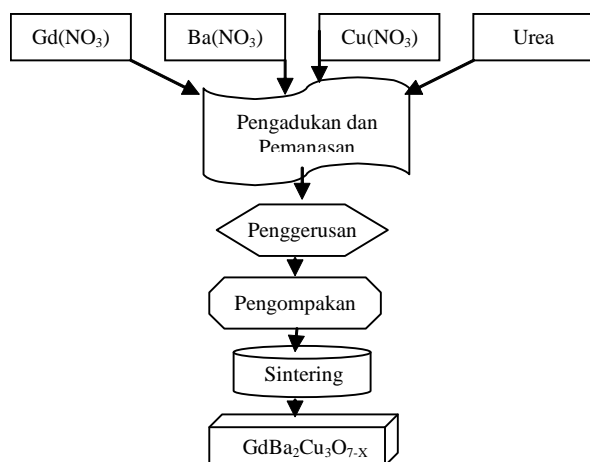 Gd(NO₃) Ba(NO₃) Cu(NO₃) Urea
Pengadukan dan
Pemanasan
Penggerusan
Pengompakan
Sintering
GdBa₂Cu₃O₇₋ₓ